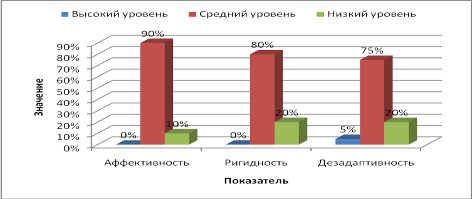 Высокий уровень Средний уровень Низкий уровень
90%
80%
75%
90%
80%
70%
60%
50%
40%
30%
20%
10%
0%
0% 10% 0% 20% 5% 20%
Значение
Аффективность Ригидность Дезадаптивность
Показатель